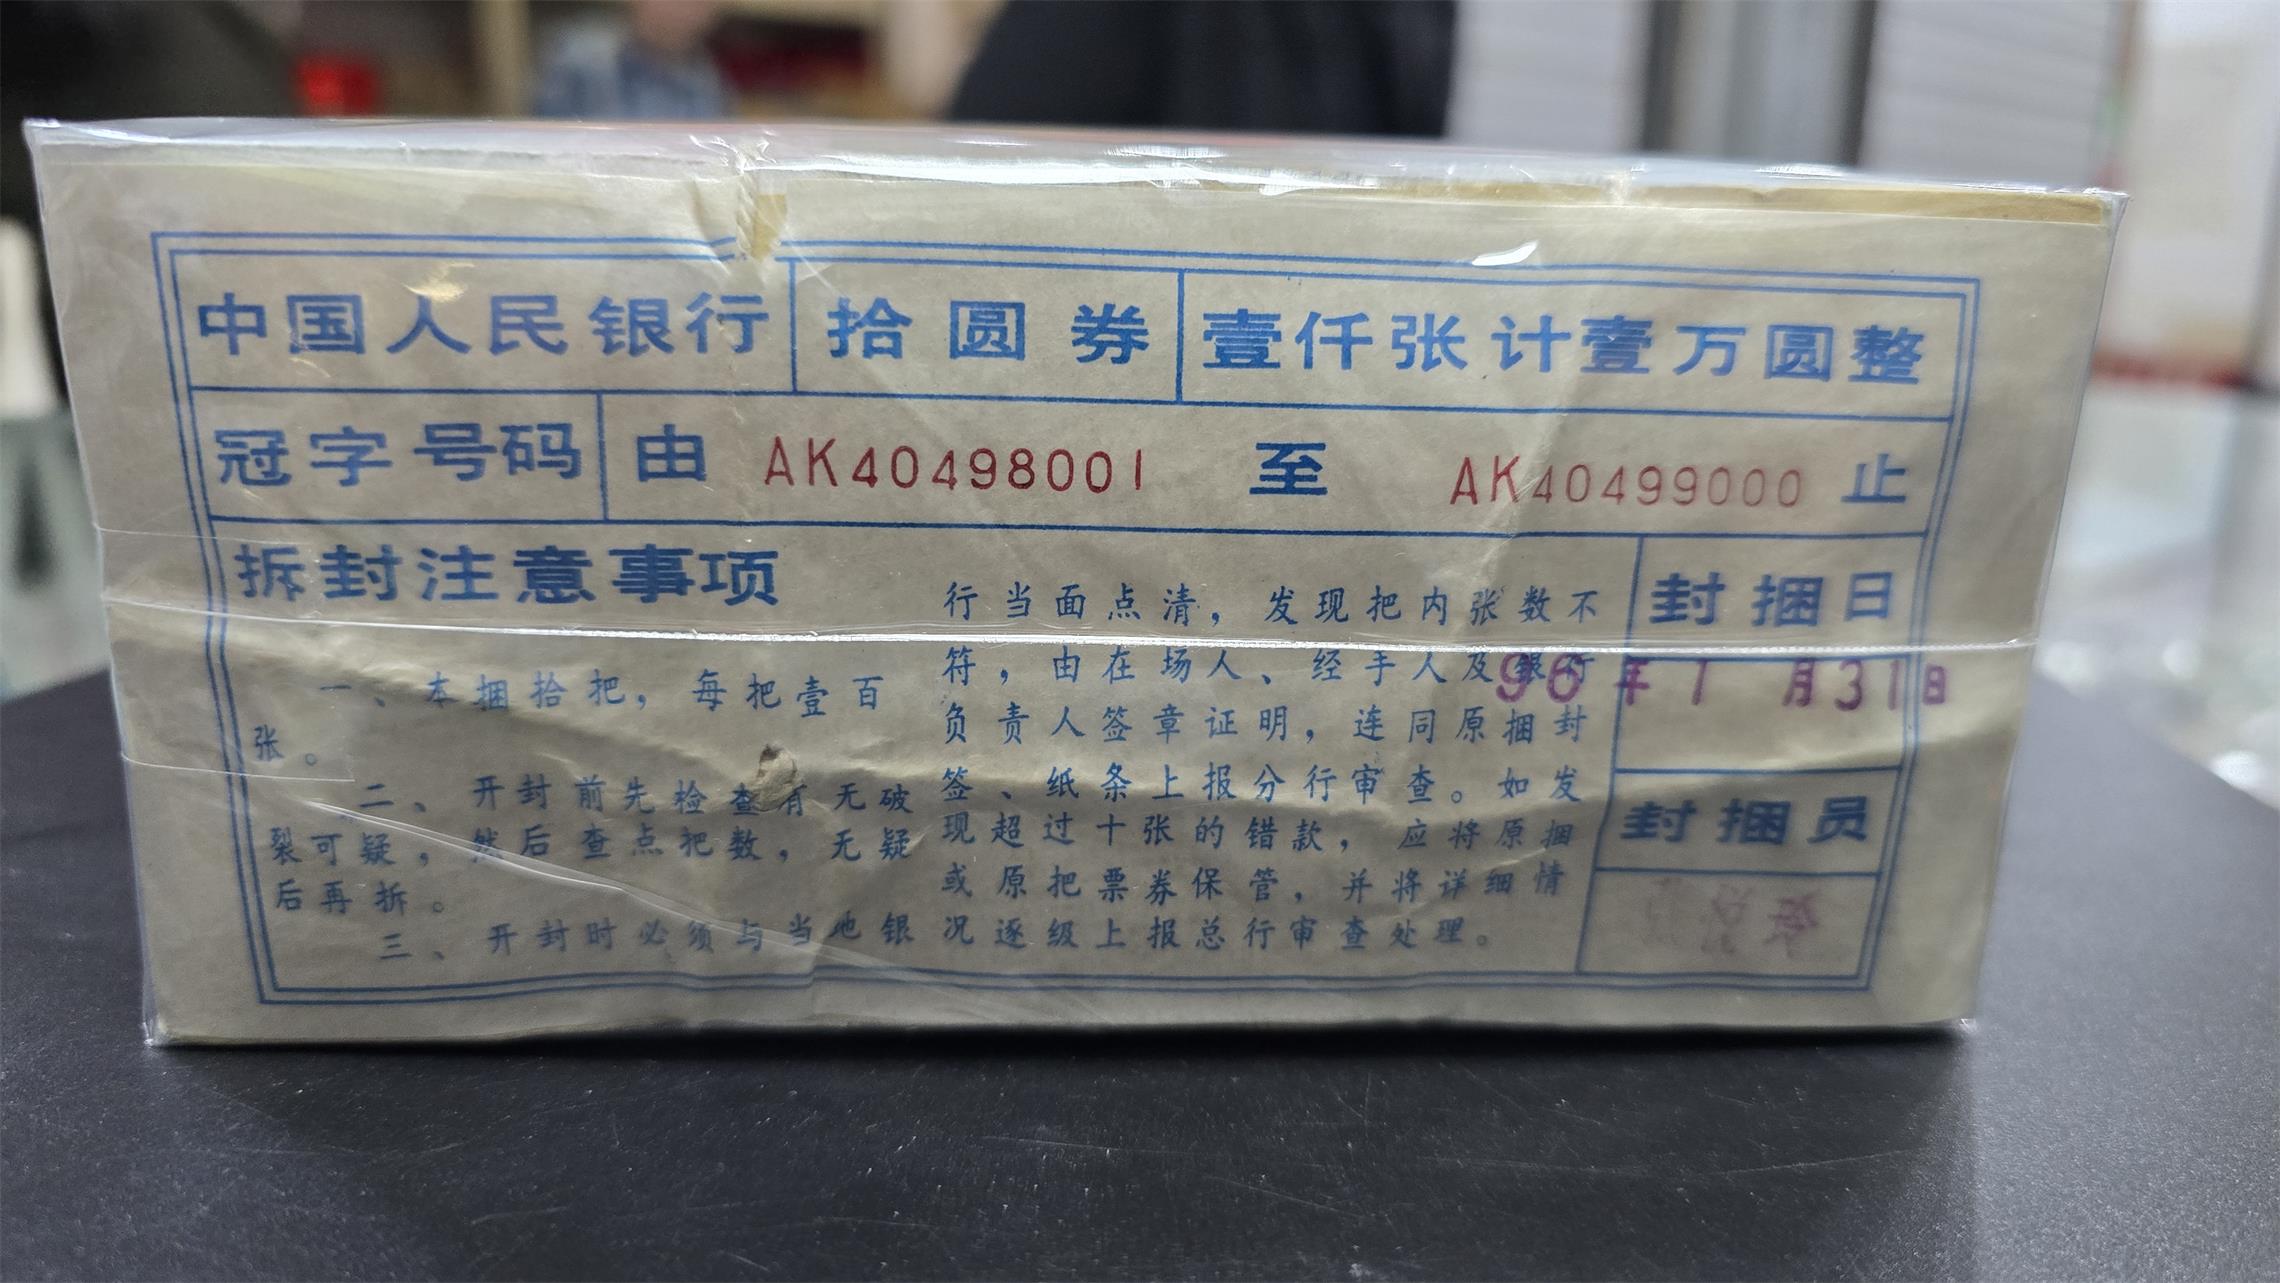 中国人民银行 拾圆券 壹仟张计壹万圆整
冠字号码 由 AK40498001 至 AK40499000 止
拆封注意事项
一、本捆拾把，每把壹百
张。
二、开封前先检查有无破
裂可疑，然后查点把数，无疑
后再拆。
三、开封时必须与当地银
行当面点清，发现把内张数不
符，由在场人、经手人及银行
负责人签章证明，连同原捆封
签、纸条上报分行审查。如发
现超过十张的错款，应将原捆
或原把票券保管，并将详细情
况逐级上报总行审查处理。
封捆日
96年1月31日
封捆员